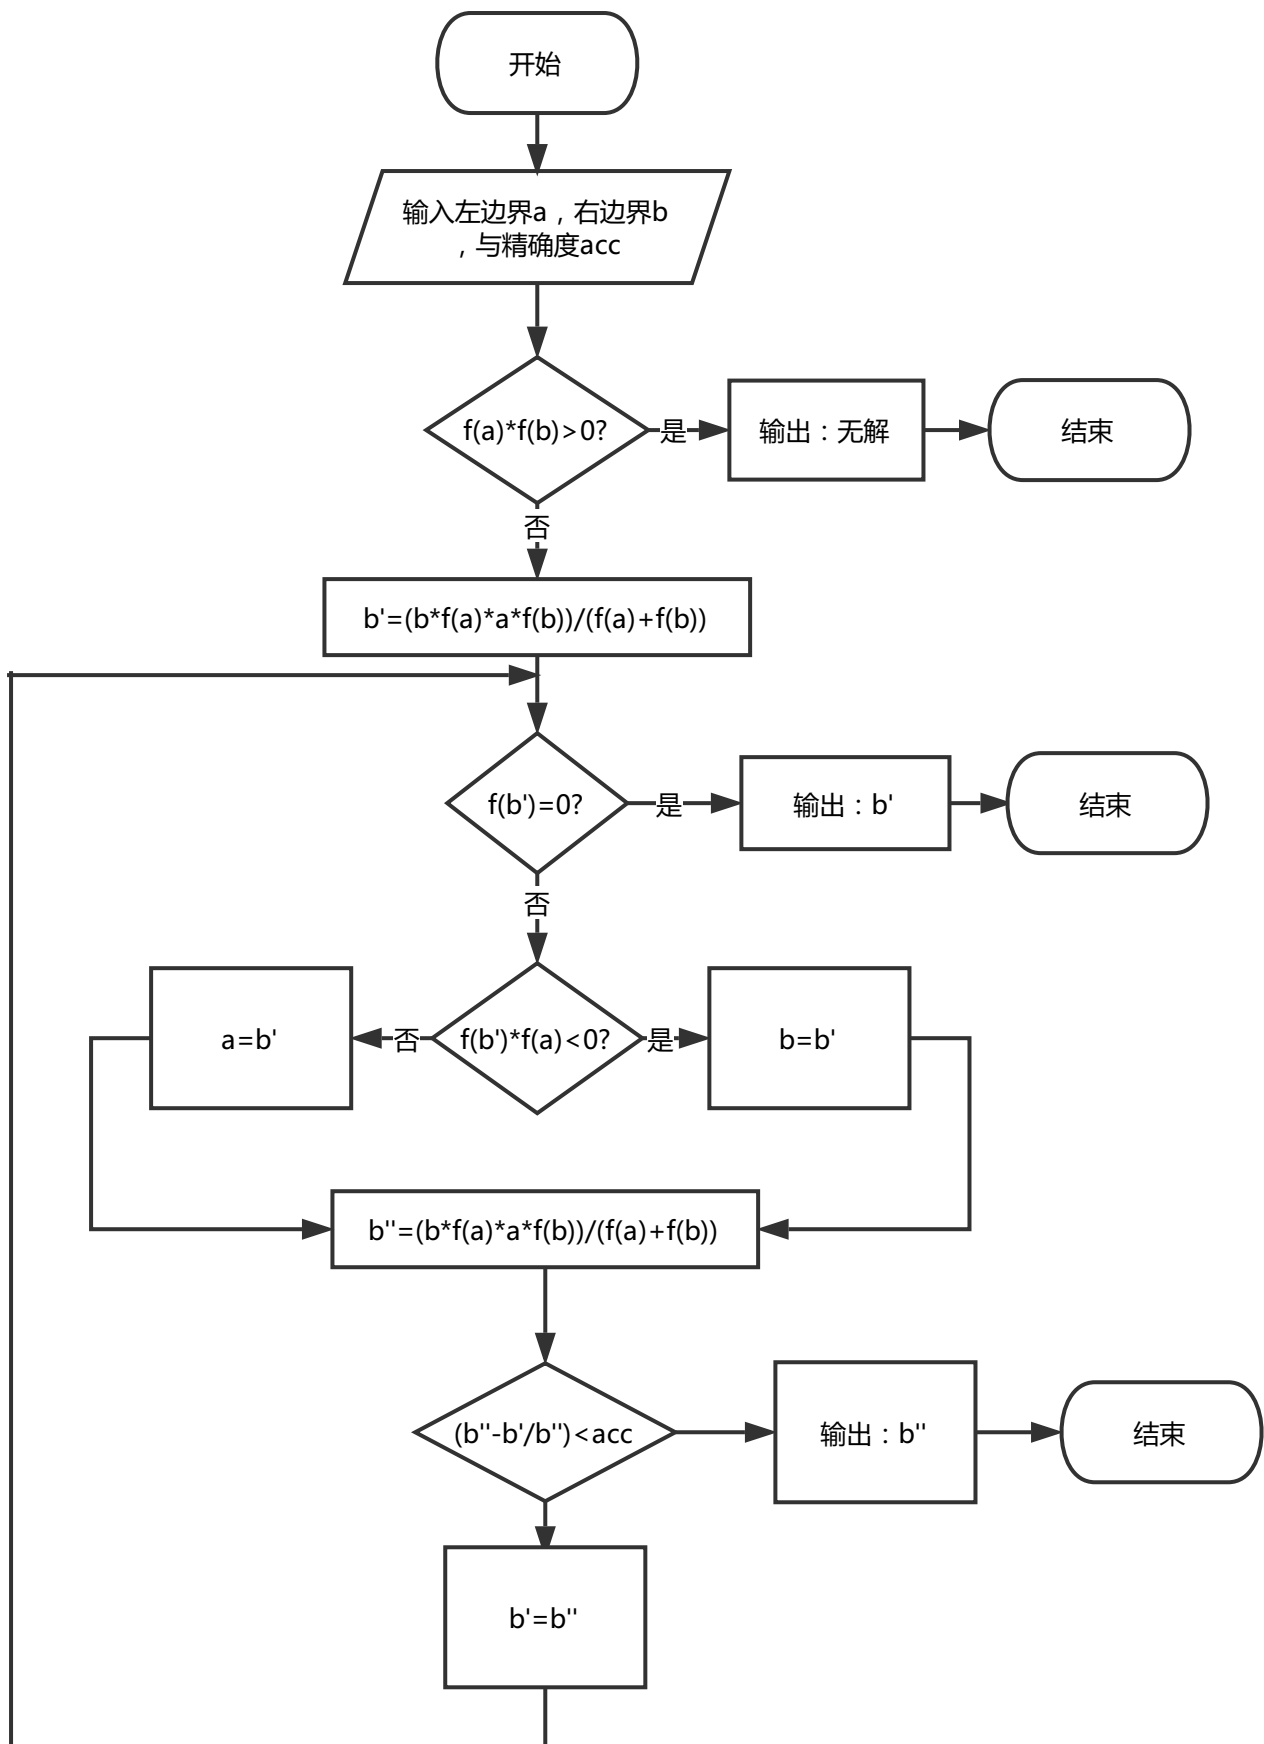 开始
输入左边界a，右边界b
，与精确度acc
f(a)*f(b)>0?
是
输出：无解
结束
否
b'=(b*f(a)*a*f(b))/(f(a)+f(b))
f(b')=0?
是
输出：b'
结束
否
a=b'
否
f(b')*f(a)<0?
是
b=b'
b''=(b*f(a)*a*f(b))/(f(a)+f(b))
(b''-b'/b'')<acc
输出：b''
结束
b'=b''